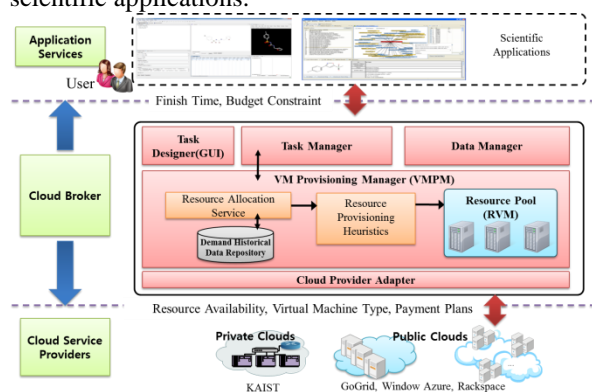 scientific applications.
Application
Services
User
Scientific
Applications
Finish Time, Budget Constraint
Cloud Broker
Task
Designer(GUI)
Task Manager
Data Manager
VM Provisioning Manager (VMPM)
Resource Allocation
Service
Demand Historical
Data Repository
Resource
Provisioning
Heuristics
Resource Pool
(RVM)
Cloud Provider Adapter
Resource Availability, Virtual Machine Type, Payment Plans
Cloud Service
Providers
Private Clouds
KAIST
Public Clouds
GoGrid, Window Azure, Rackspace